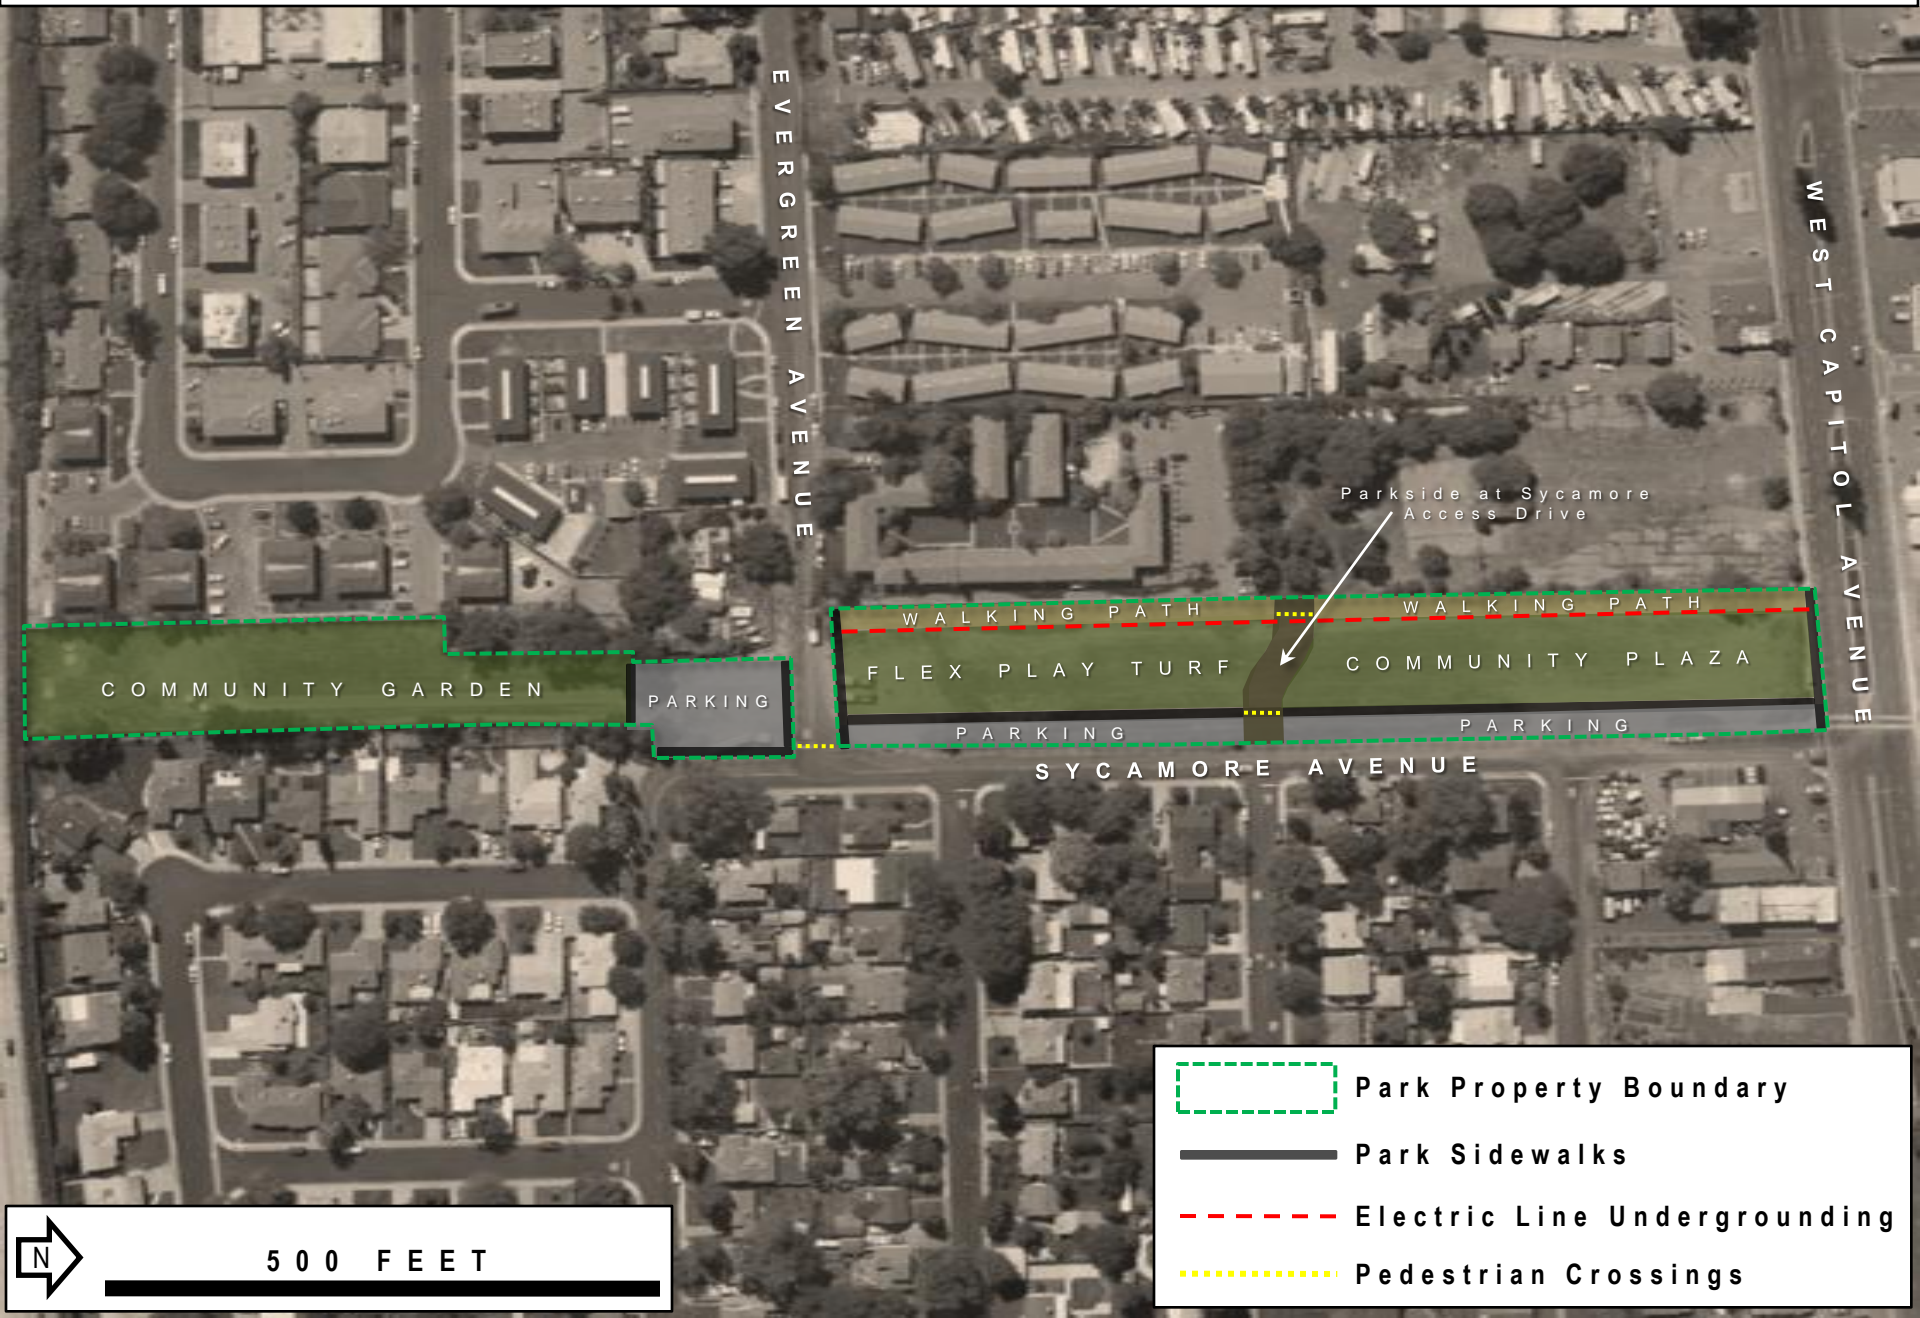 EVERGREEN AVENUE
WEST CAPITOL AVENUE
Parkside at Sycamore
Access Drive
WALKING PATH
WALKING PATH
FLEX PLAY TURF
COMMUNITY PLAZA
COMMUNITY GARDEN
PARKING
PARKING
PARKING
SYCAMORE AVENUE
Park Property Boundary
Park Sidewalks
Electric Line Undergrounding
Pedestrian Crossings
N
500 FEET